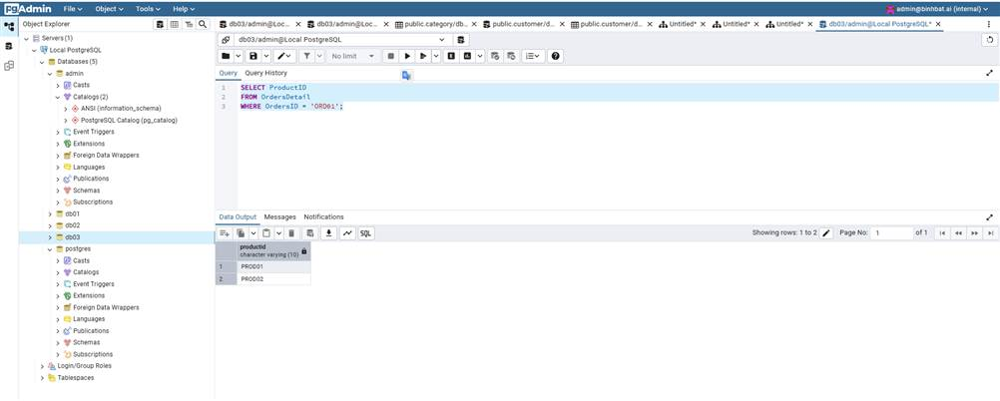 PgAdmin File Object Tools Help admin@binhbat.ai (internal)
Object Explorer
db03/admin@Loc... db03/admin@Loc... public.category/db... public.customer/d... public.customer/d... Untitled* Untitled* Untitled* db03/admin@Local PostgreSQL*
Servers (1)
Local PostgreSQL
Databases (5)
admin
Casts
Catalogs (2)
ANSI (information_schema)
PostgreSQL Catalog (pg_catalog)
Event Triggers
Extensions
Foreign Data Wrappers
Languages
Publications
Schemas
Subscriptions
db01
db02
db03
postgres
Casts
Catalogs
Event Triggers
Extensions
Foreign Data Wrappers
Languages
Publications
Schemas
Subscriptions
Login/Group Roles
Tablespaces
db03/admin@Local PostgreSQL
No limit
Query Query History
1 SELECT ProductID
2 FROM OrdersDetail
3 WHERE OrdersID = 'ORD01';
Data Output Messages Notifications
SQL
Showing rows: 1 to 2 Page No: 1 of 1
productid
character varying (10)
1 PROD01
2 PROD02